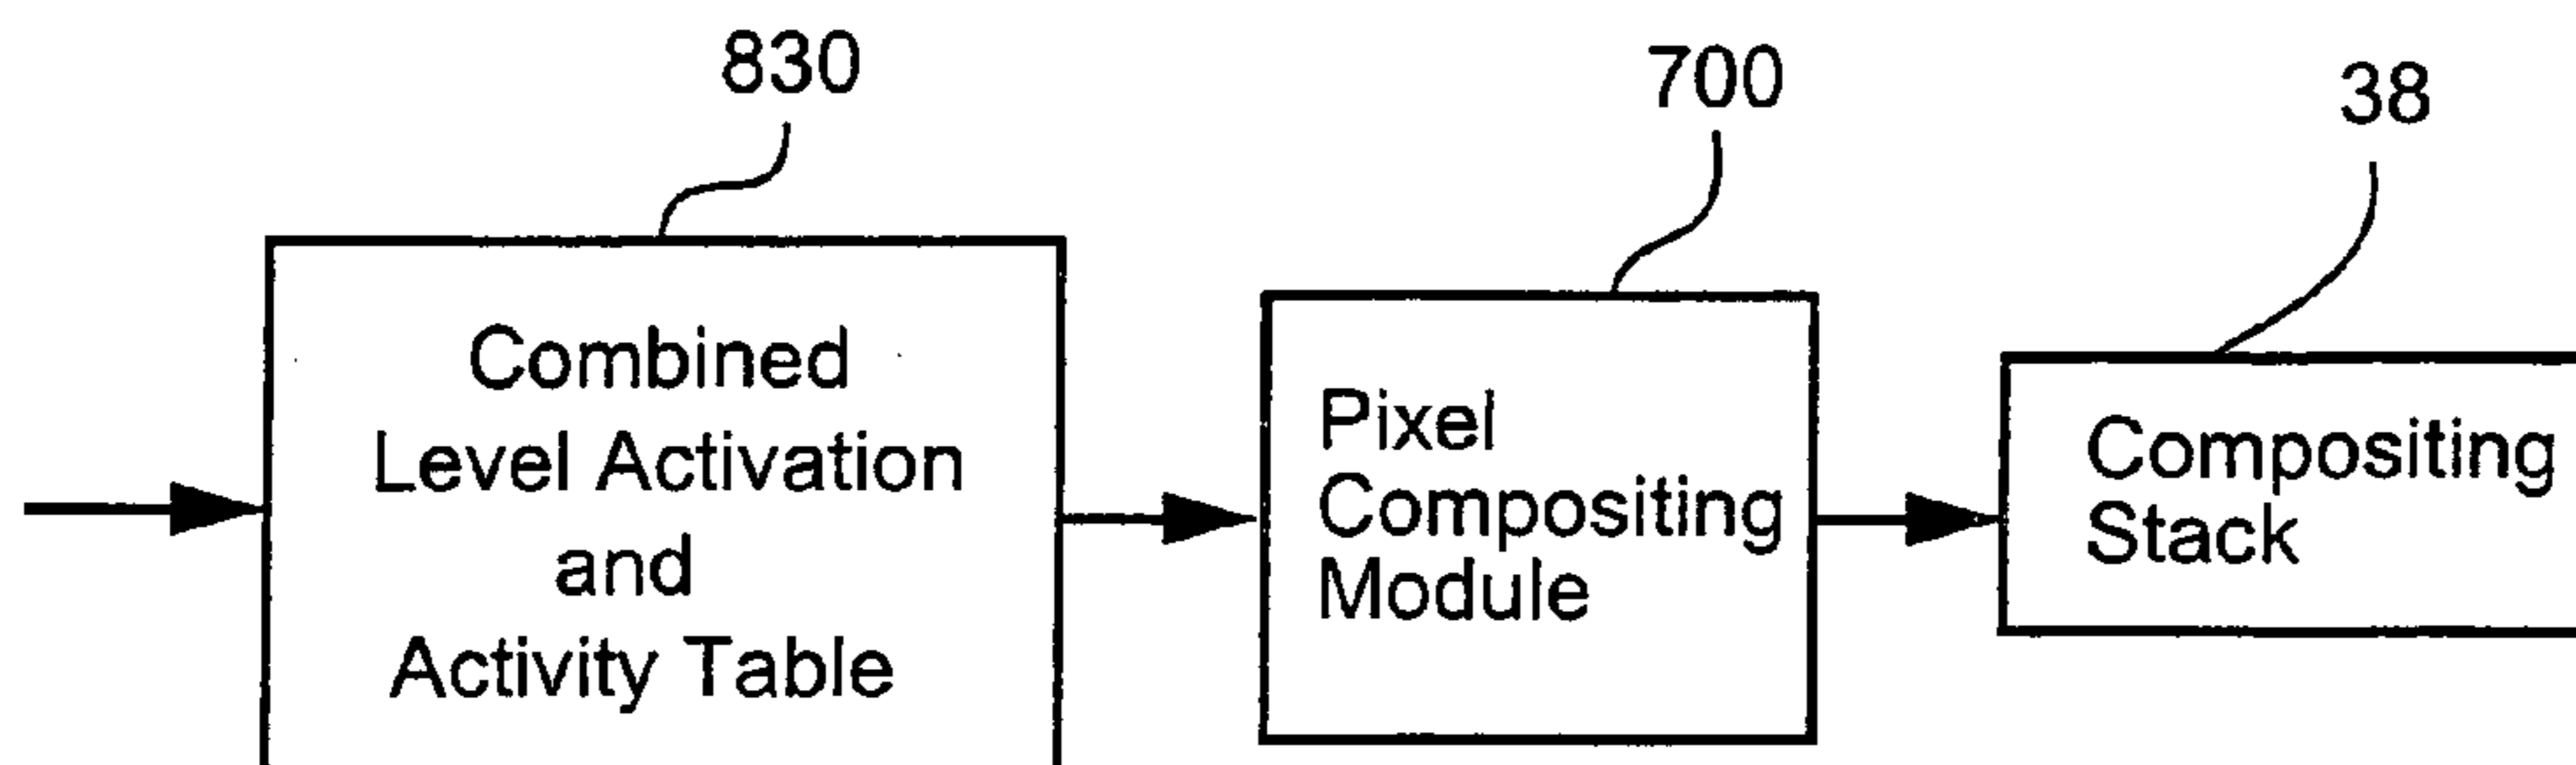 830
700
38
Combined
Level Activation
and
Activity Table
Pixel
Compositing
Module
Compositing
Stack